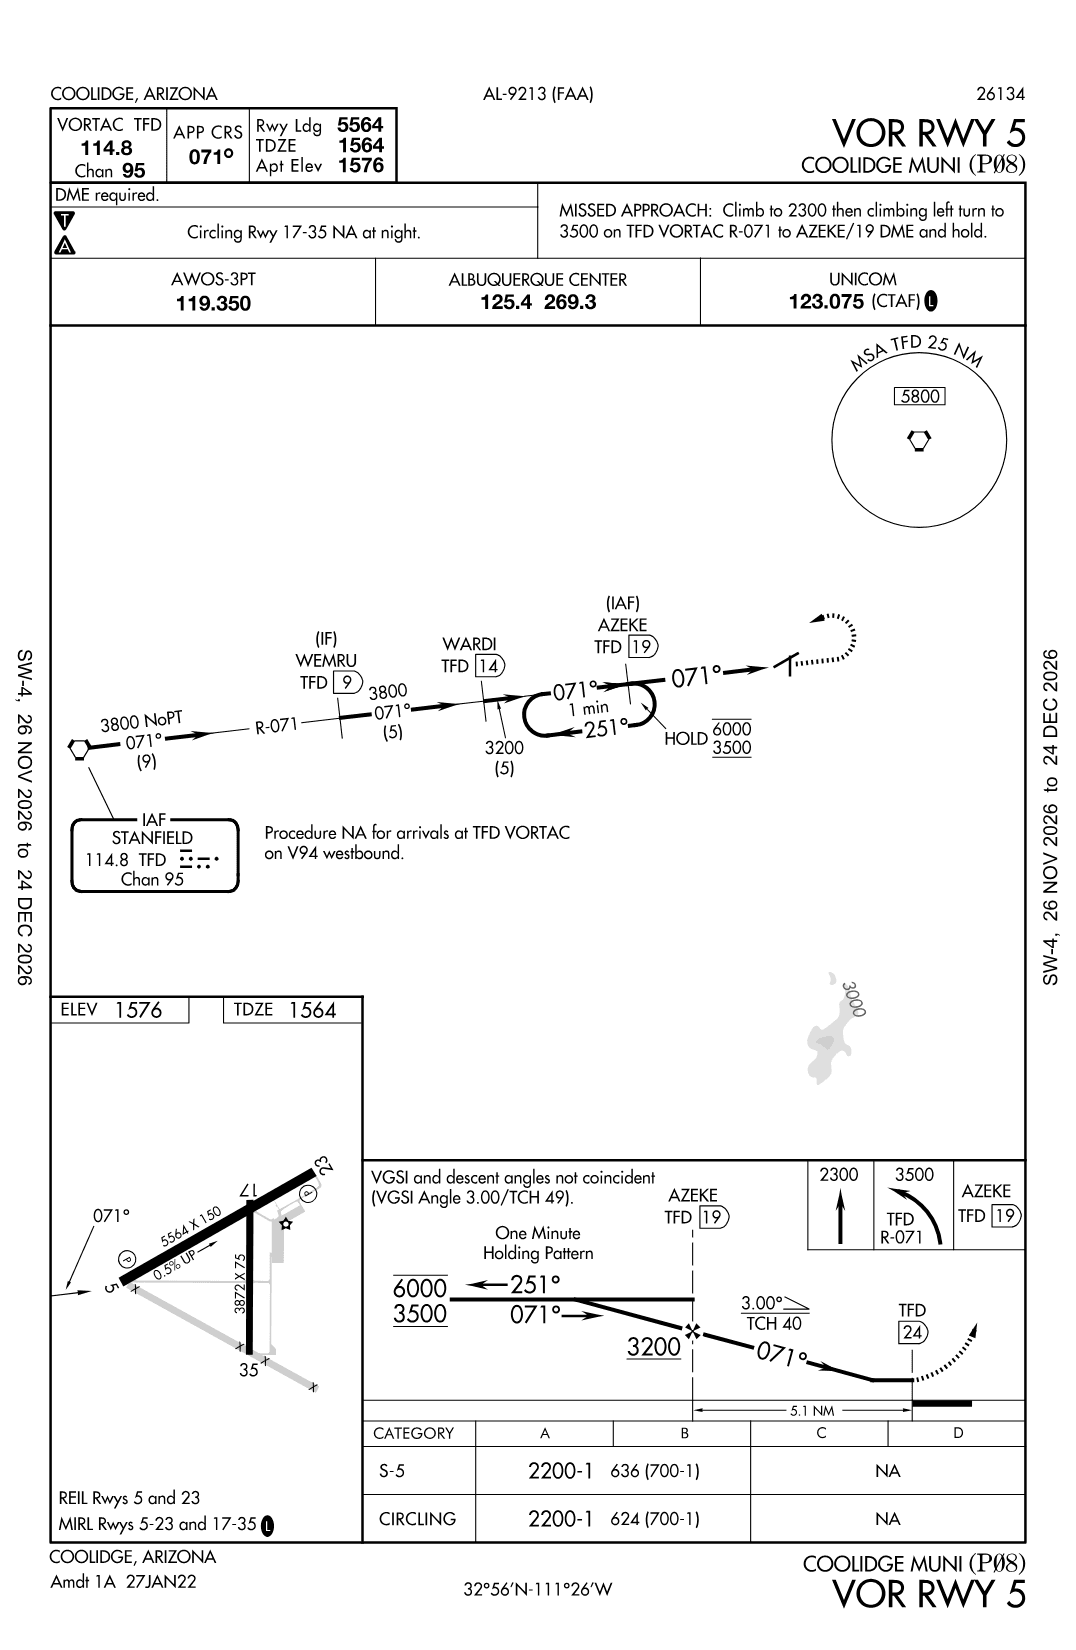 COOLIDGE, ARIZONA
AL-9213 (FAA)
26134
VORTAC TFD
114.8
Chan 95
APP CRS
071°
Rwy Ldg 5564
TDZE 1564
Apt Elev 1576
VOR RWY 5
COOLIDGE MUNI (PØ8)
DME required.
T
A
Circling Rwy 17-35 NA at night.
MISSED APPROACH: Climb to 2300 then climbing left turn to
3500 on TFD VORTAC R-071 to AZEKE/19 DME and hold.
AWOS-3PT
119.350
ALBUQUERQUE CENTER
125.4 269.3
UNICOM
123.075 (CTAF) L
MSA TFD 25 NM
5800
(IAF)
AZEKE
TFD 19
(IF)
WEMRU
TFD 9
WARDI
TFD 14
3800 NoPT
071°
(9)
R-071
3800
071°
(5)
3200
(5)
071°
1 min
251°
071°
HOLD 6000
3500
IAF
STANFIELD
114.8 TFD
Chan 95
Procedure NA for arrivals at TFD VORTAC
on V94 westbound.
3000
SW-4, 26 NOV 2026 to 24 DEC 2026
SW-4, 26 NOV 2026 to 24 DEC 2026
ELEV 1576
TDZE 1564
071°
5
23
17
35
5564 X 150
0.5% UP
3872 X 75
P
P
REIL Rwys 5 and 23
MIRL Rwys 5-23 and 17-35 L
VGSI and descent angles not coincident
(VGSI Angle 3.00/TCH 49).
One Minute
Holding Pattern
AZEKE
TFD 19
2300
3500
TFD
R-071
AZEKE
TFD 19
6000
3500
251°
071°
3200
3.00°
TCH 40
071°
TFD
24
5.1 NM
CATEGORY A B C D
S-5 2200-1 636 (700-1) NA
CIRCLING 2200-1 624 (700-1) NA
COOLIDGE, ARIZONA
Amdt 1A 27JAN22
32°56'N-111°26'W
COOLIDGE MUNI (PØ8)
VOR RWY 5